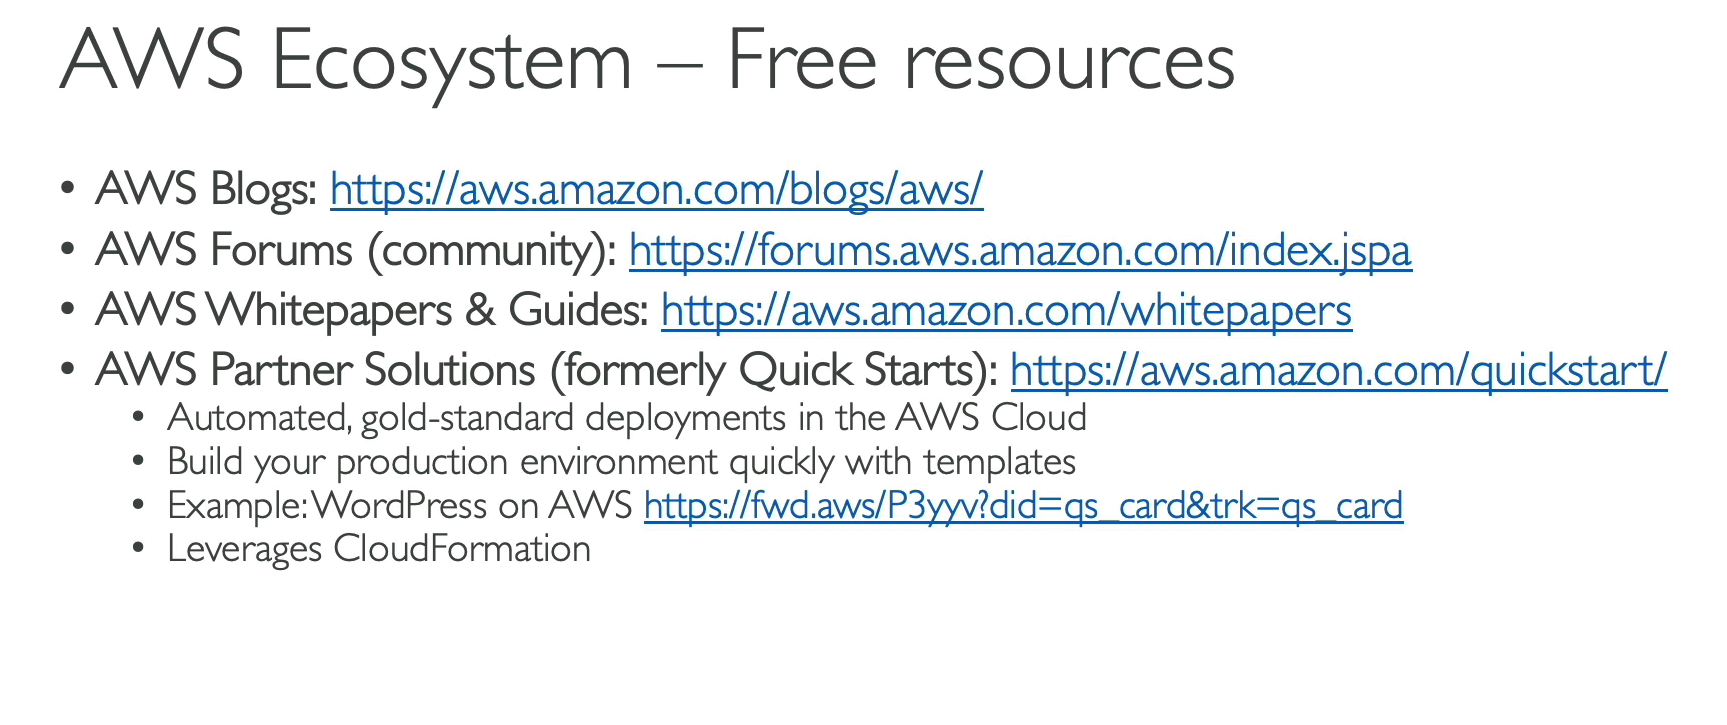 AWS Ecosystem – Free resources
• AWS Blogs: https://aws.amazon.com/blogs/aws/
• AWS Forums (community): https://forums.aws.amazon.com/index.jspa
• AWS Whitepapers & Guides: https://aws.amazon.com/whitepapers
• AWS Partner Solutions (formerly Quick Starts): https://aws.amazon.com/quickstart/
• Automated, gold-standard deployments in the AWS Cloud
• Build your production environment quickly with templates
• Example: WordPress on AWS https://fwd.aws/P3yyv?did=qs_card&trk=qs_card
• Leverages CloudFormation